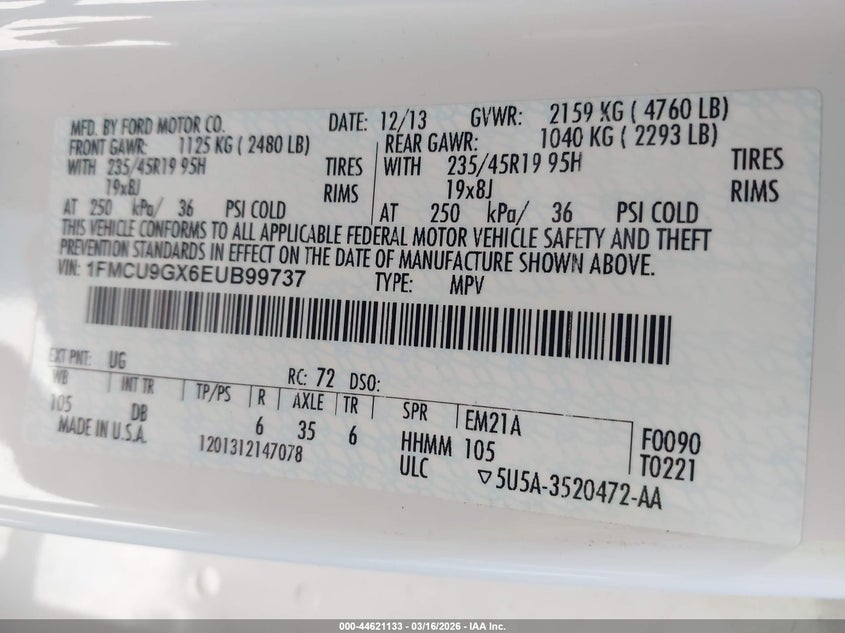 MFD. BY FORD MOTOR CO. DATE: 12/13 GVWR: 2159 KG ( 4760 LB)
FRONT GAWR: 1125 KG ( 2480 LB) REAR GAWR: 1040 KG ( 2293 LB)
WITH 235/45R19 95H TIRES WITH 235/45R19 95H TIRES
19x8J RIMS 19x8J RIMS
AT 250 kPa/ 36 PSI COLD AT 250 kPa/ 36 PSI COLD
THIS VEHICLE CONFORMS TO ALL APPLICABLE FEDERAL MOTOR VEHICLE SAFETY AND THEFT
PREVENTION STANDARDS IN EFFECT ON THE DATE OF MANUFACTURE SHOWN ABOVE.
VIN: 1FMCU9GX6EUB99737 TYPE: MPV
EXT PNT: UG RC: 72 DSO:
WB INT TR TP/PS R AXLE TR SPR EM21A F0090
105 DB 6 35 6 HHMM 105 T0221
MADE IN U.S.A. 1201312147078 ULC ▽5U5A-3520472-AA
000-44621133 - 03/16/2026 - IAA Inc.